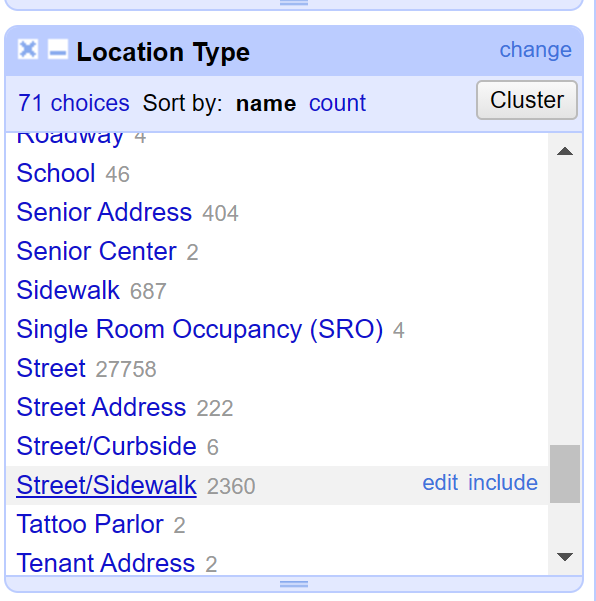 Location Type change
71 choices Sort by: name count Cluster
Roadway 4
School 46
Senior Address 404
Senior Center 2
Sidewalk 687
Single Room Occupancy (SRO) 4
Street 27758
Street Address 222
Street/Curbside 6
Street/Sidewalk 2360 edit include
Tattoo Parlor 2
Tenant Address 2